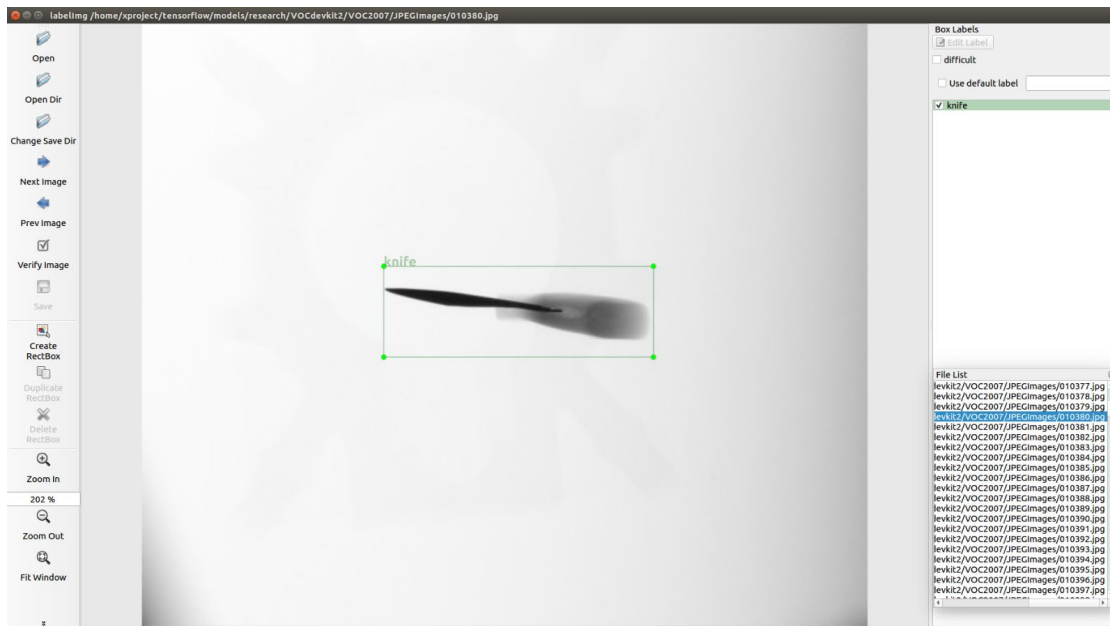 labelImg /home/xproject/tensorflow/models/research/VOCdevkit2/VOC2007/JPEGImages/010380.jpg
Open
Open Dir
Change Save Dir
Next Image
Prev Image
Verify Image
Save
Create
RectBox
Duplicate
RectBox
Delete
RectBox
Zoom In
202 %
Zoom Out
Fit Window
knife
Box Labels
Edit Label
difficult
Use default label
knife
File List
levkit2/VOC2007/JPEGImages/010377.jpg
levkit2/VOC2007/JPEGImages/010378.jpg
levkit2/VOC2007/JPEGImages/010379.jpg
levkit2/VOC2007/JPEGImages/010380.jpg
levkit2/VOC2007/JPEGImages/010381.jpg
levkit2/VOC2007/JPEGImages/010382.jpg
levkit2/VOC2007/JPEGImages/010383.jpg
levkit2/VOC2007/JPEGImages/010384.jpg
levkit2/VOC2007/JPEGImages/010385.jpg
levkit2/VOC2007/JPEGImages/010386.jpg
levkit2/VOC2007/JPEGImages/010387.jpg
levkit2/VOC2007/JPEGImages/010388.jpg
levkit2/VOC2007/JPEGImages/010389.jpg
levkit2/VOC2007/JPEGImages/010390.jpg
levkit2/VOC2007/JPEGImages/010391.jpg
levkit2/VOC2007/JPEGImages/010392.jpg
levkit2/VOC2007/JPEGImages/010393.jpg
levkit2/VOC2007/JPEGImages/010394.jpg
levkit2/VOC2007/JPEGImages/010395.jpg
levkit2/VOC2007/JPEGImages/010396.jpg
levkit2/VOC2007/JPEGImages/010397.jpg